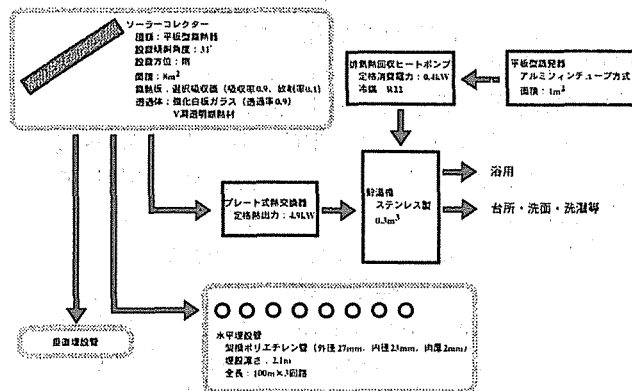 ソーラーコレクター
種類：平板型集熱器
設置傾斜角度：31°
設置方位：南
面積：8m²
集熱板：選択吸収膜（吸収率0.9、放射率0.1）
透過体：強化白板ガラス（透過率0.9）
V溝透明断熱材
排気熱回収ヒートポンプ
定格消費電力：0.4kW
冷媒 R22
平板型蒸発器
アルミフィンチューブ方式
面積：1m²
プレート式熱交換器
定格熱出力：4.9kW
貯湯槽
ステンレス製
0.3m³
浴用
台所・洗面・洗濯等
垂直埋設管
水平埋設管
架橋ポリエチレン管（外径27mm，内径23mm，肉厚2mm）
埋設深さ：2.1m
全長：100m×3回路